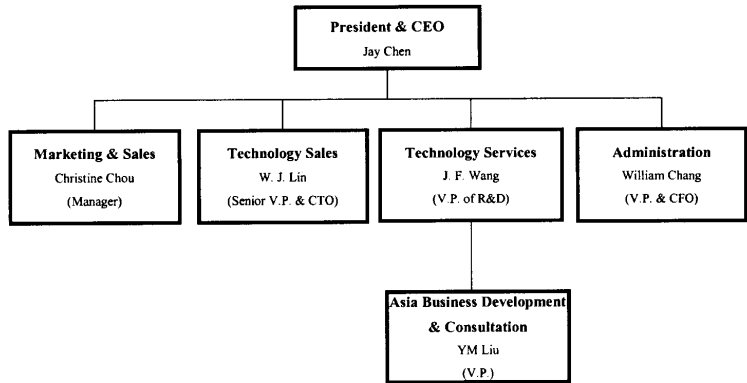 President & CEO
Jay Chen
Marketing & Sales
Christine Chou
(Manager)
Technology Sales
W. J. Lin
(Senior V.P. & CTO)
Technology Services
J. F. Wang
(V.P. of R&D)
Administration
William Chang
(V.P. & CFO)
Asia Business Development
& Consultation
YM Liu
(V.P.)